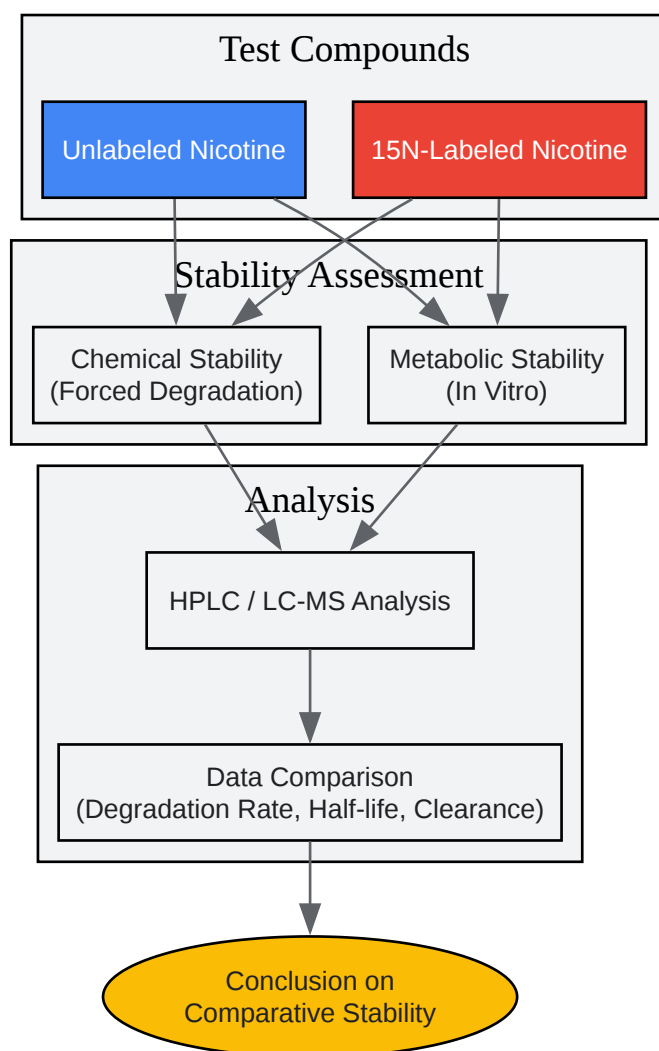 Test Compounds
Unlabeled Nicotine
15N-Labeled Nicotine
Stability Assessment
Chemical Stability
(Forced Degradation)
Metabolic Stability
(In Vitro)
Analysis
HPLC / LC-MS Analysis
Data Comparison
(Degradation Rate, Half-life, Clearance)
Conclusion on
Comparative Stability